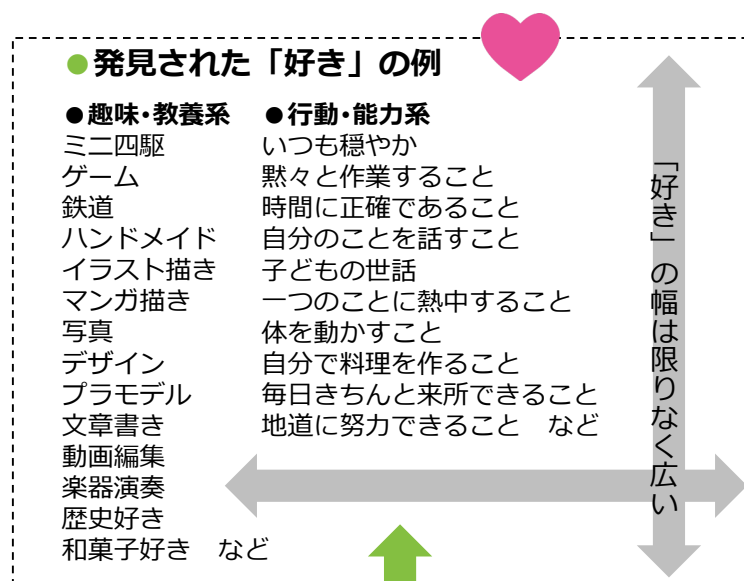 ●発見された「好き」の例
●趣味・教養系
ミニ四駆
ゲーム
鉄道
ハンドメイド
イラスト描き
マンガ描き
写真
デザイン
プラモデル
文章書き
動画編集
楽器演奏
歴史好き
和菓子好き　など
●行動・能力系
いつも穏やか
黙々と作業すること
時間に正確であること
自分のことを話すこと
子どもの世話
一つのことに熱中すること
体を動かすこと
自分で料理を作ること
毎日きちんと来所できること
地道に努力できること　など
「好き」の幅は限りなく広い